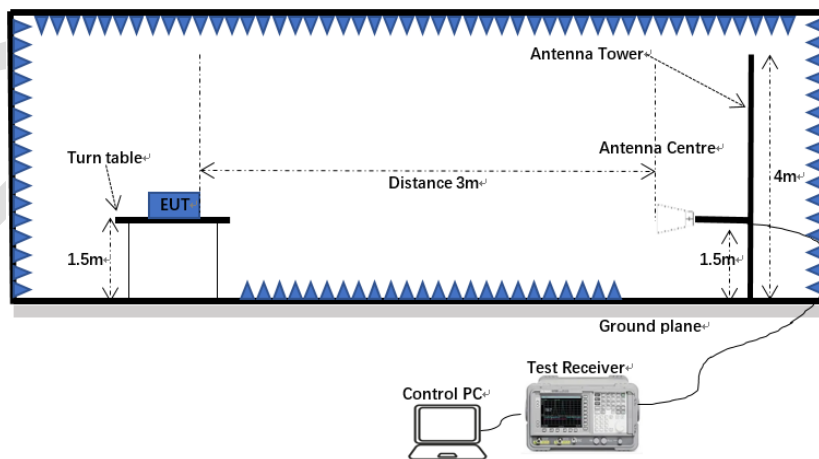 Antenna Tower↵
Turn table↵
Antenna Centre↵
Distance 3m↵
4m↵
EUT↵
1.5m↵
1.5m↵
Ground plane↵
Test Receiver↵
Control PC↵